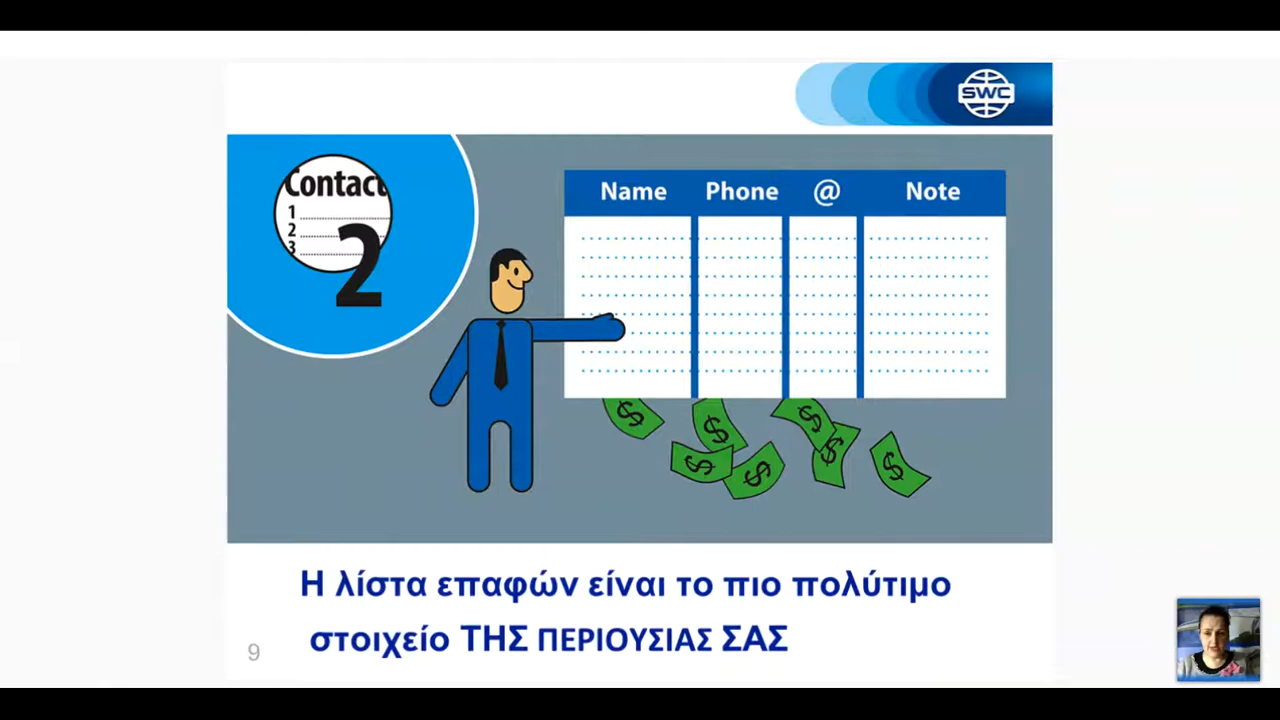 SWC
Contact
1
2
3
2
Name Phone @ Note
$ $ $ $ $ $ $
Η λίστα επαφών είναι το πιο πολύτιμο
στοιχείο ΤΗΣ ΠΕΡΙΟΥΣΙΑΣ ΣΑΣ
9